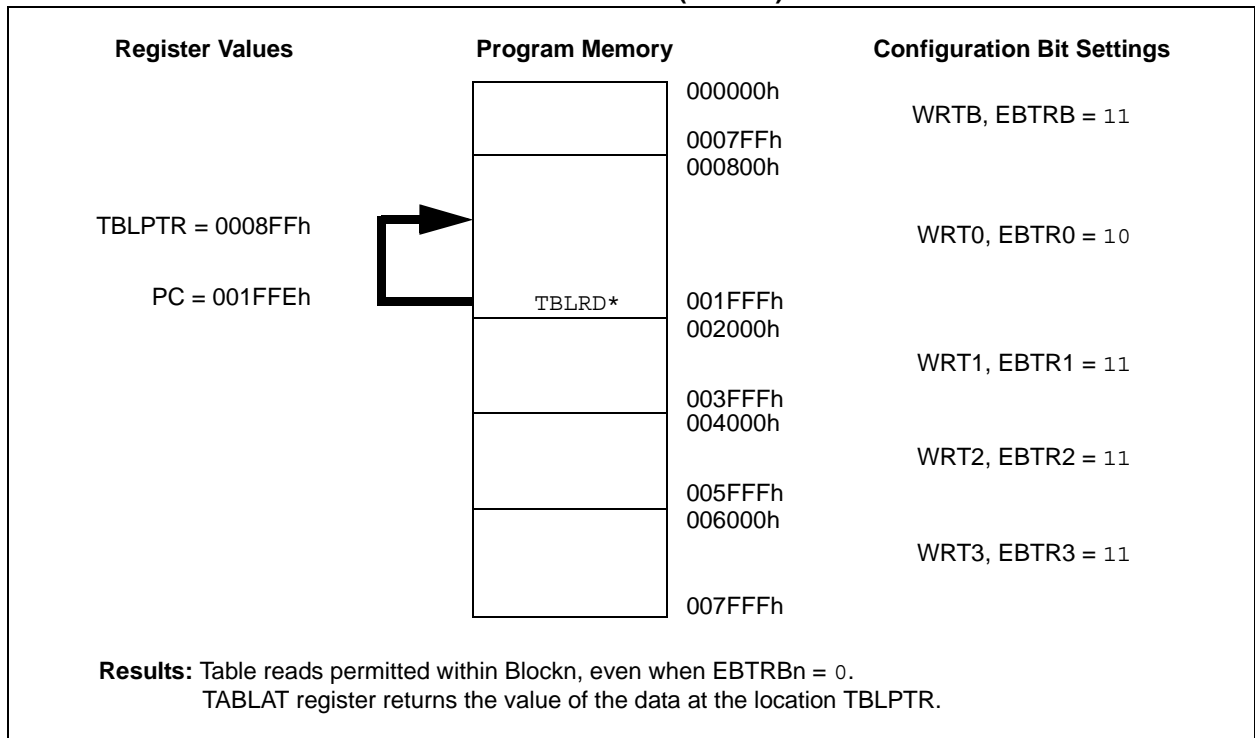 Register Values Program Memory Configuration Bit Settings
000000h
WRTB, EBTRB = 11
0007FFh
000800h
TBLPTR = 0008FFh
WRT0, EBTR0 = 10
PC = 001FFEh
TBLRD* 001FFFh
002000h
WRT1, EBTR1 = 11
003FFFh
004000h
WRT2, EBTR2 = 11
005FFFh
006000h
WRT3, EBTR3 = 11
007FFFh
Results: Table reads permitted within Blockn, even when EBTRBn = 0.
TABLAT register returns the value of the data at the location TBLPTR.